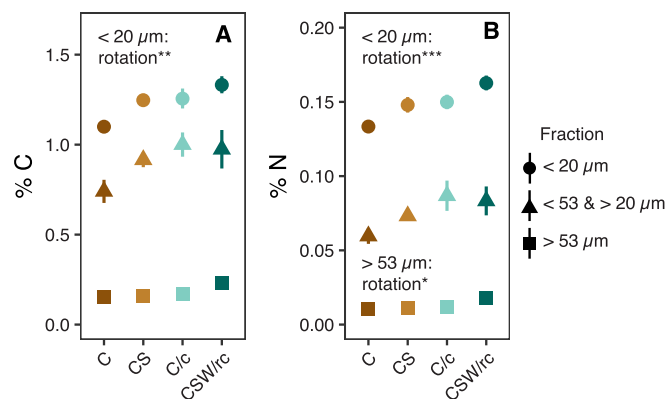 A
< 20 µm:
rotation**
1.5
1.0
0.5
0.0
% C
C
CS
C/c
CSW/rc
B
< 20 µm:
rotation***
0.20
0.15
0.10
0.05
0.00
% N
> 53 µm:
rotation*
C
CS
C/c
CSW/rc
Fraction
< 20 µm
< 53 & > 20 µm
> 53 µm